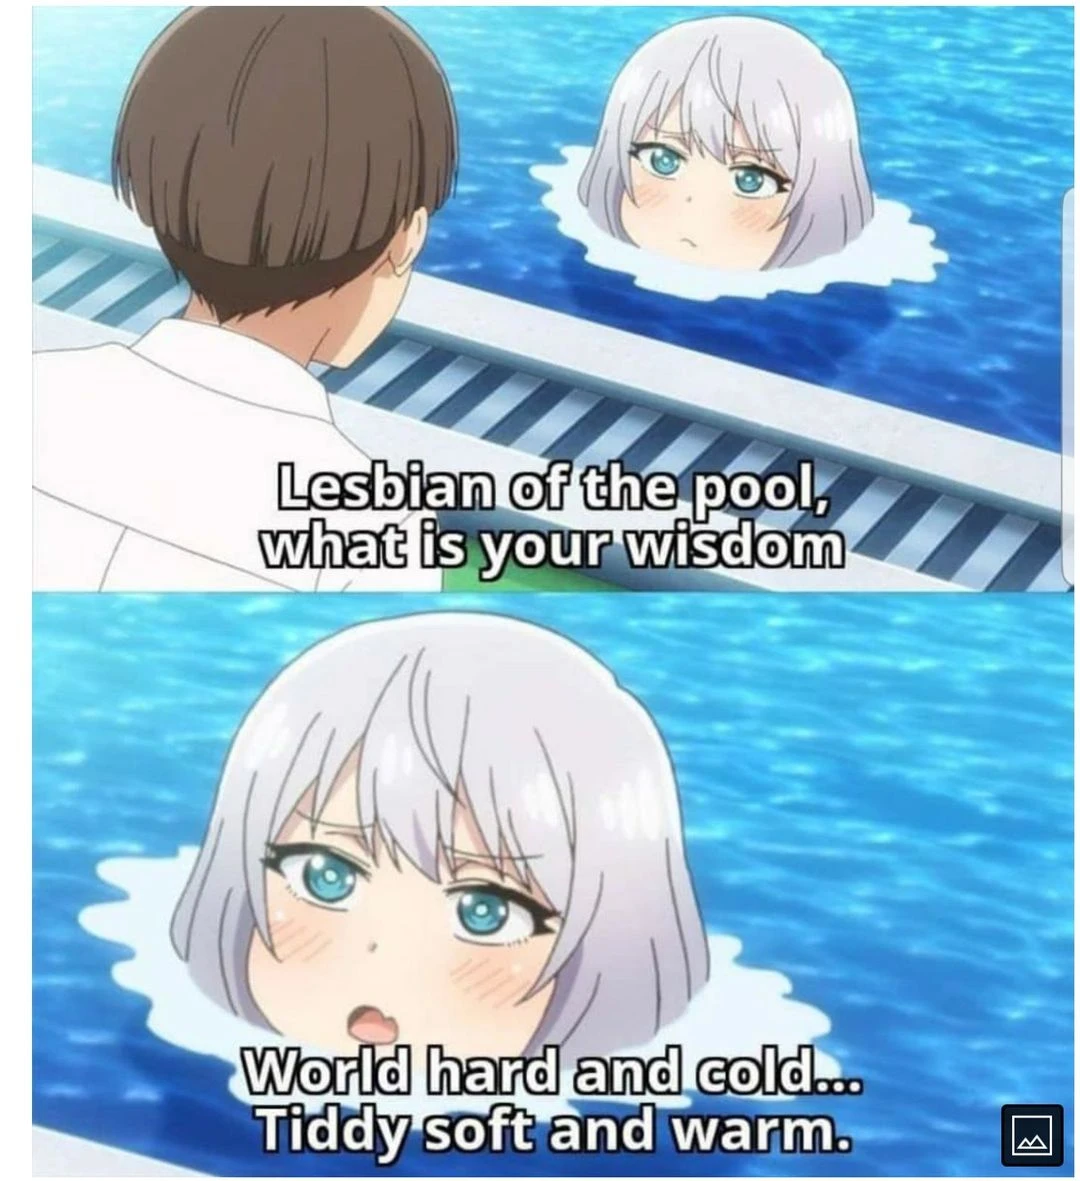 Lesbian of the pool,
what is your wisdom
World hard and cold...
Tiddy soft and warm.